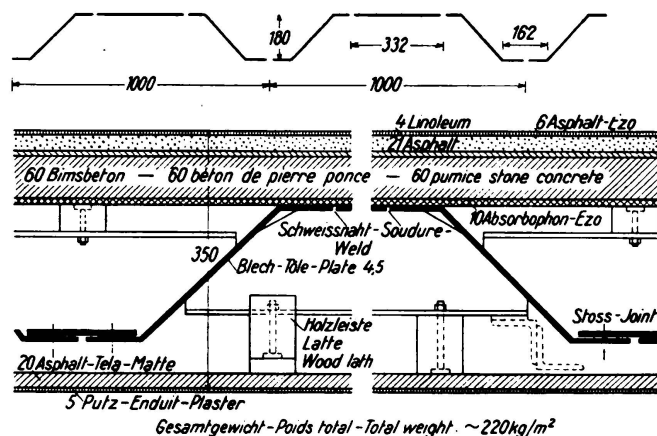 180
332
162
1000
1000
4 Linoleum
6 Asphalt-Ezo
21 Asphalt
60 Bimsbeton — 60 béton de pierre ponce — 60 pumice stone concrete
10 Absorbophon-Ezo
Schweissnaht-Soudure-
Weld
350
Blech-Tôle-Plate 4,5
Holzleiste
Latte
Wood lath
Stoss-Joint
20 Asphalt-Tela-Matte
5 Putz-Enduit-Plaster
Gesamtgewicht-Poids total-Total weight. ~220kg/m²